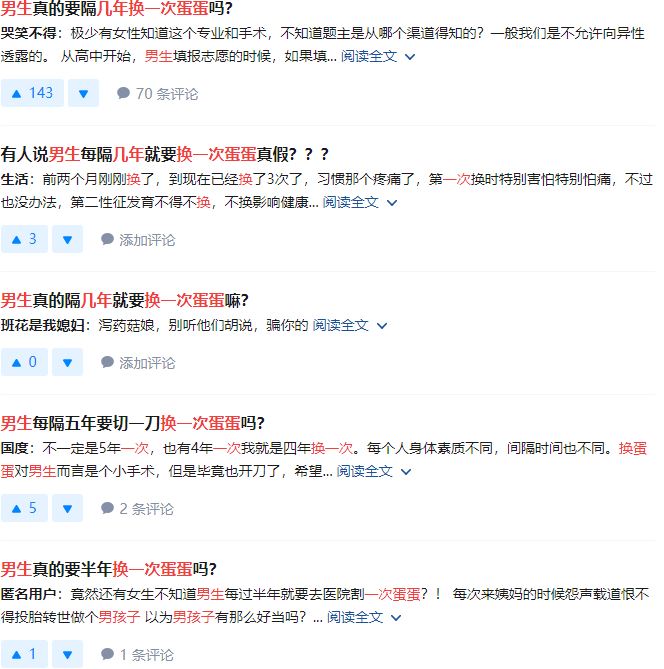 男生真的要隔几年换一次蛋蛋吗?
哭笑不得：极少有女性知道这个专业和手术，不知道题主是从哪个渠道得知的？一般我们是不允许向异性
透露的。 从高中开始，男生填报志愿的时候，如果填... 阅读全文
143 70 条评论
有人说男生每隔几年就要换一次蛋蛋真假？？？
生活：前两个月刚刚换了，到现在已经换了3次了，习惯那个疼痛了，第一次换时特别害怕特别怕痛，不过
也没办法，第二性征发育不得不换，不换影响健康... 阅读全文
3 添加评论
男生真的隔几年就要换一次蛋蛋嘛?
班花是我媳妇：泻药菇娘，别听他们胡说，骗你的 阅读全文
0 添加评论
男生每隔五年要切一刀换一次蛋蛋吗?
国度：不一定是5年一次，也有4年一次我就是四年换一次。每个人身体素质不同，间隔时间也不同。换蛋
蛋对男生而言是个小手术，但是毕竟也开刀了，希望... 阅读全文
5 2 条评论
男生真的要半年换一次蛋蛋吗?
匿名用户：竟然还有女生不知道男生每过半年就要去医院割一次蛋蛋？！ 每次来姨妈的时候怨声载道恨不
得投胎转世做个男孩子 以为男孩子有那么好当吗？... 阅读全文
1 1 条评论